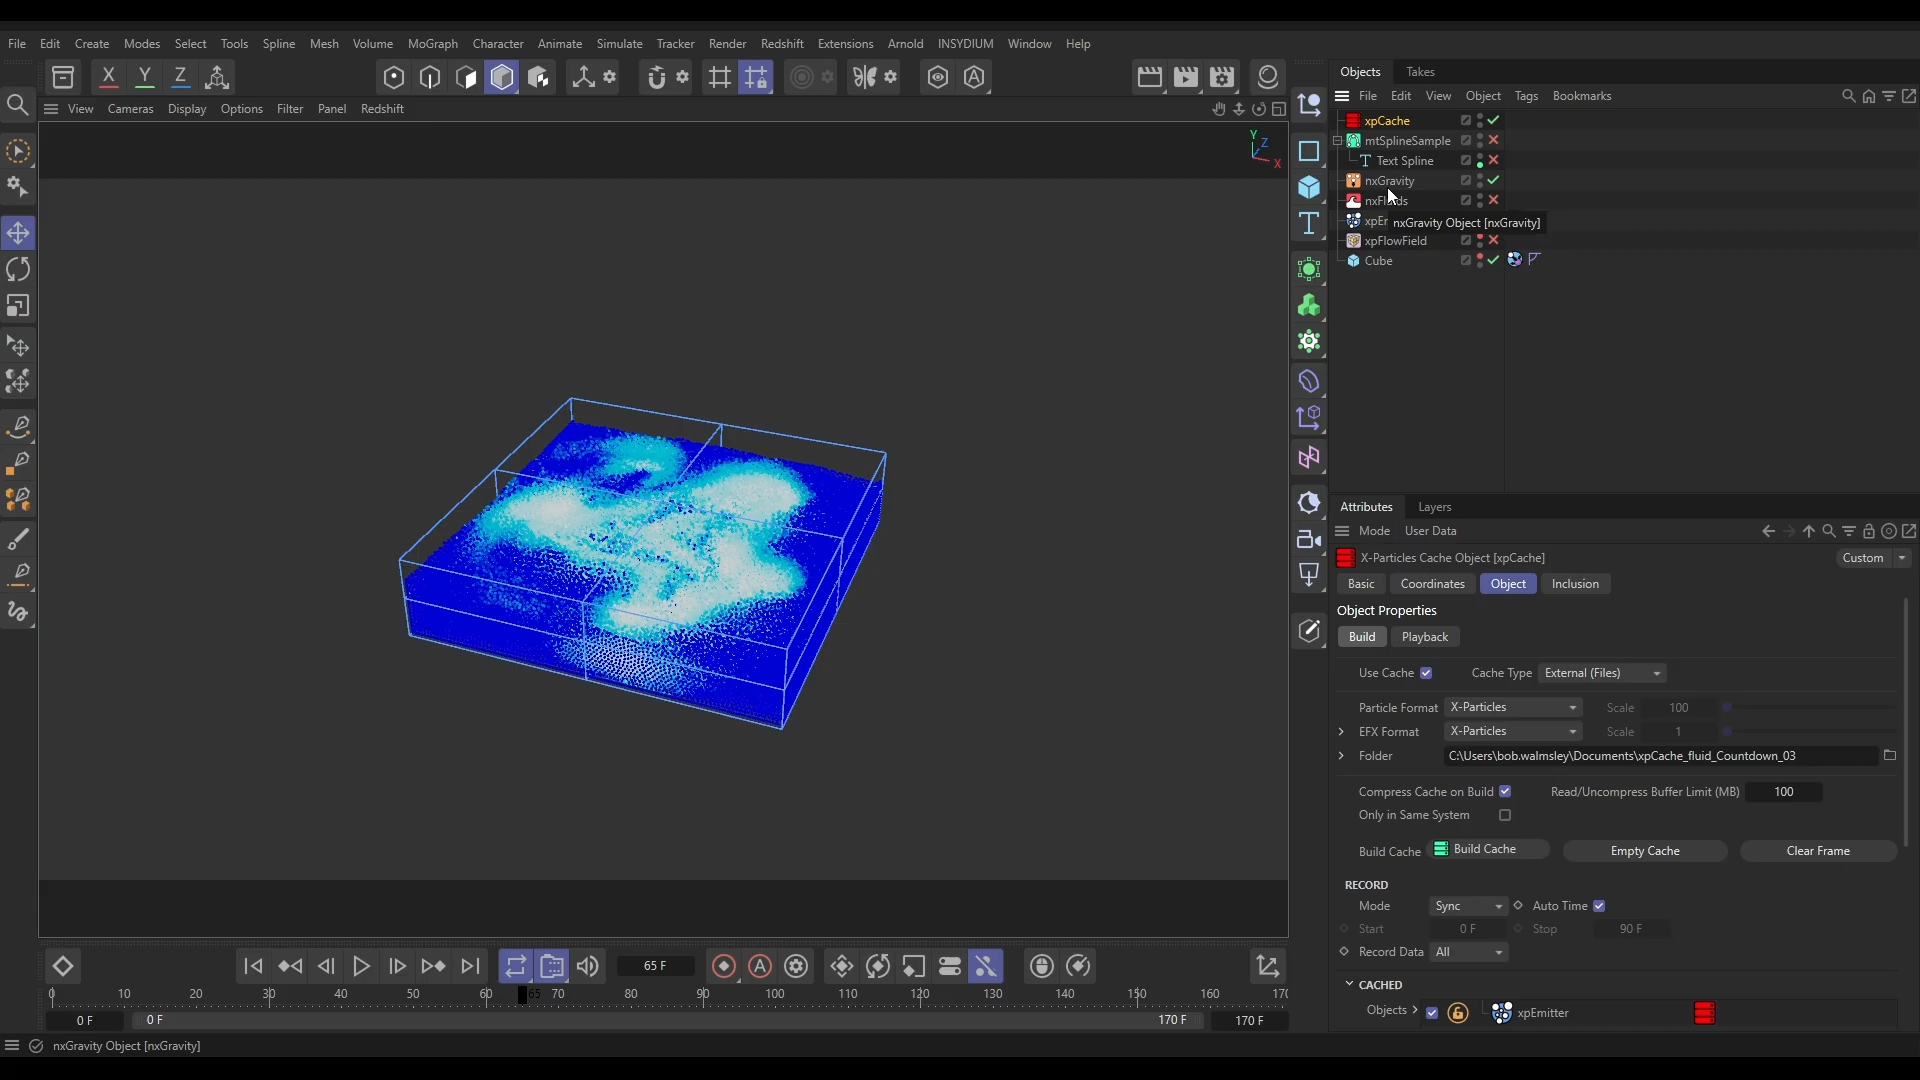 File Edit Create Modes Select Tools Spline Mesh Volume MoGraph Character Animate Simulate Tracker Render Redshift Extensions Arnold INSYDIUM Window Help
X Y Z
View Cameras Display Options Filter Panel Redshift
Y
Z
X
Objects Takes
File Edit View Object Tags Bookmarks
xpCache
mtSplineSample
Text Spline
nxGravity
nxFluids
nxGravity Object [nxGravity]
xpFlowField
Cube
Attributes Layers
Mode User Data
X-Particles Cache Object [xpCache] Custom
Basic Coordinates Object Inclusion
Object Properties
Build Playback
Use Cache Cache Type External (Files)
Particle Format X-Particles Scale 100
EFX Format X-Particles Scale 1
Folder C:\Users\bob.walmsley\Documents\xpCache_fluid_Countdown_03
Compress Cache on Build Read/Uncompress Buffer Limit (MB) 100
Only in Same System
Build Cache Build Cache Empty Cache Clear Frame
RECORD
Mode Sync Auto Time
Start 0 F Stop 90 F
Record Data All
CACHED
Objects xpEmitter
65 F
0 10 20 30 40 50 60 65 70 80 90 100 110 120 130 140 150 160
0 F 0 F 170 F 170 F
nxGravity Object [nxGravity]